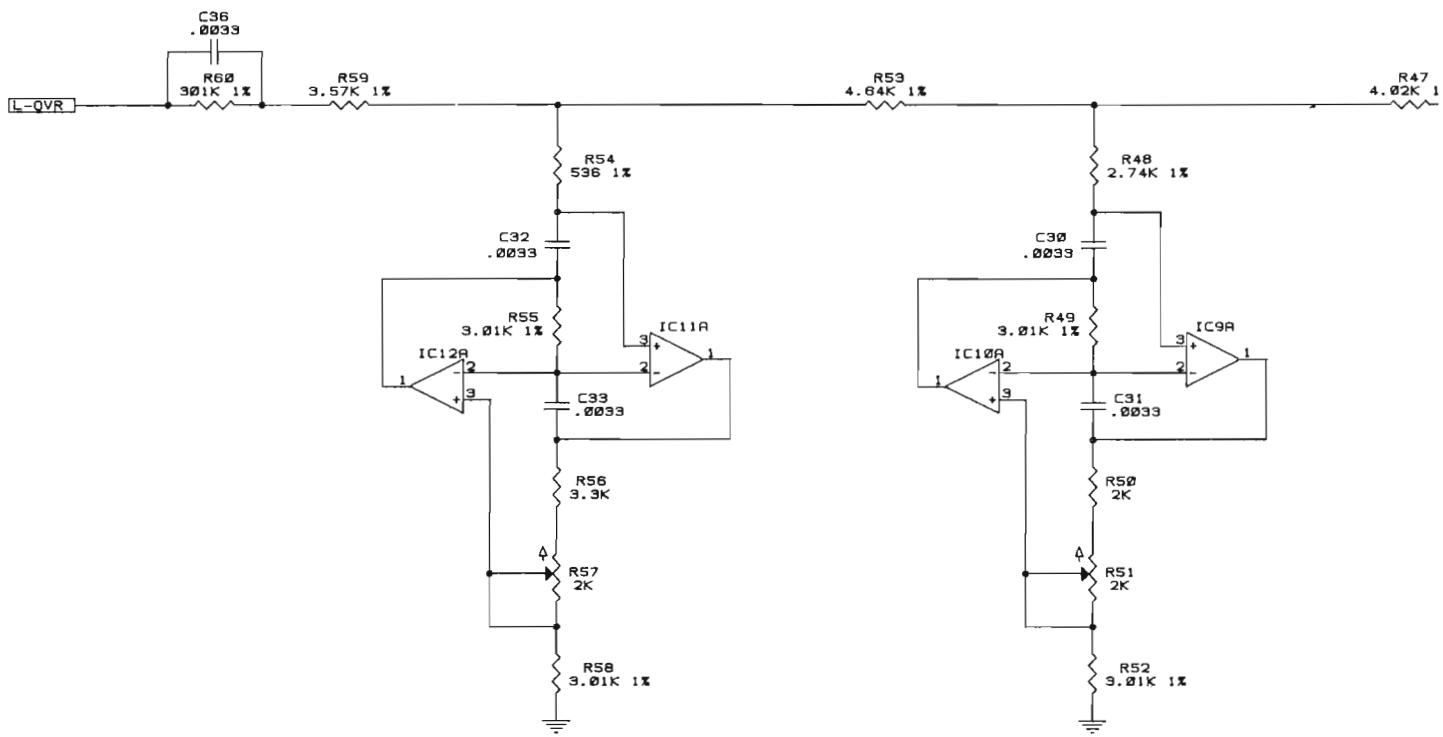 C36
.0033
L-OVR
R60
301K 1%
R59
3.57K 1%
R53
4.64K 1%
R47
4.02K 1
R54
536 1%
R48
2.74K 1%
C32
.0033
C30
.0033
R55
3.01K 1%
IC11A
3
+
2
-
1
IC12A
1
-
2
+
3
R49
3.01K 1%
IC9A
3
+
2
-
1
IC10A
1
-
2
+
3
C33
.0033
C31
.0033
R56
3.3K
R50
2K
R57
2K
R51
2K
R58
3.01K 1%
R52
3.01K 1%